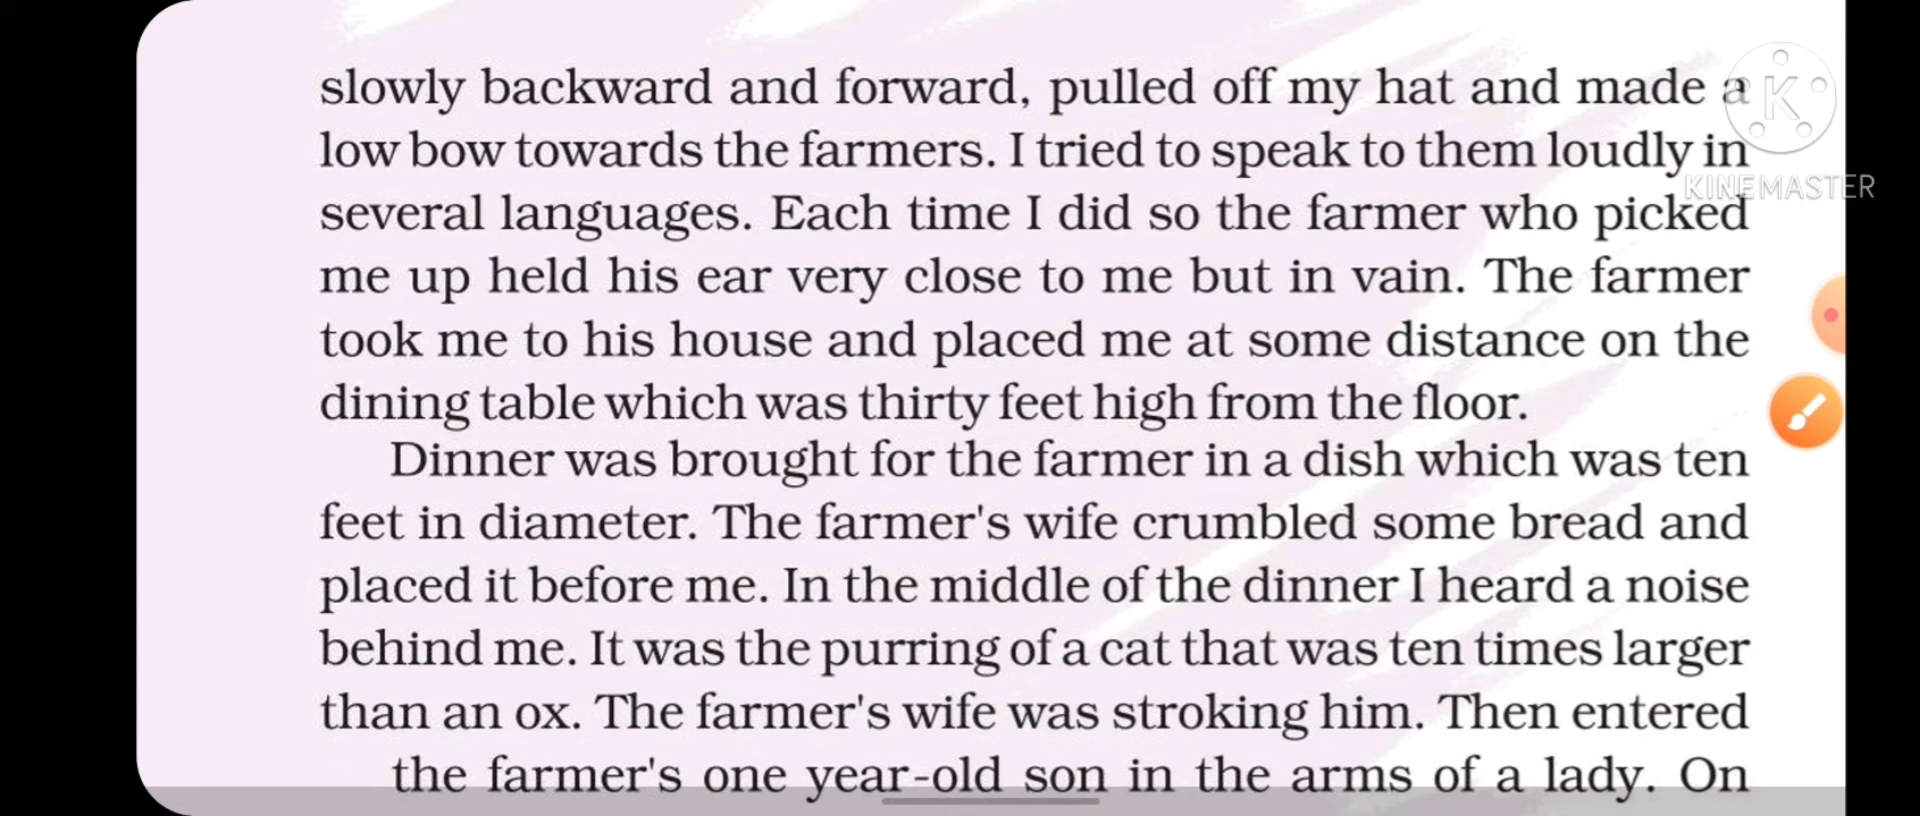 slowly backward and forward, pulled off my hat and made a
low bow towards the farmers. I tried to speak to them loudly in
several languages. Each time I did so the farmer who picked
me up held his ear very close to me but in vain. The farmer
took me to his house and placed me at some distance on the
dining table which was thirty feet high from the floor.
Dinner was brought for the farmer in a dish which was ten
feet in diameter. The farmer's wife crumbled some bread and
placed it before me. In the middle of the dinner I heard a noise
behind me. It was the purring of a cat that was ten times larger
than an ox. The farmer's wife was stroking him. Then entered
the farmer's one year-old son in the arms of a lady. On
K
KINEMASTER